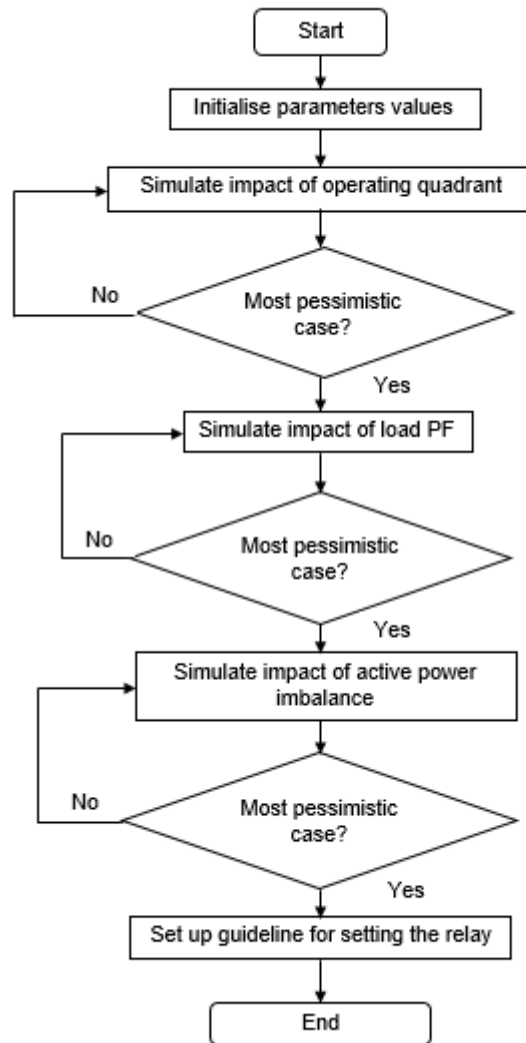 Start
Initialise parameters values
Simulate impact of operating quadrant
No
Most pessimistic
case?
Yes
Simulate impact of load PF
No
Most pessimistic
case?
Yes
Simulate impact of active power
imbalance
No
Most pessimistic
case?
Yes
Set up guideline for setting the relay
End